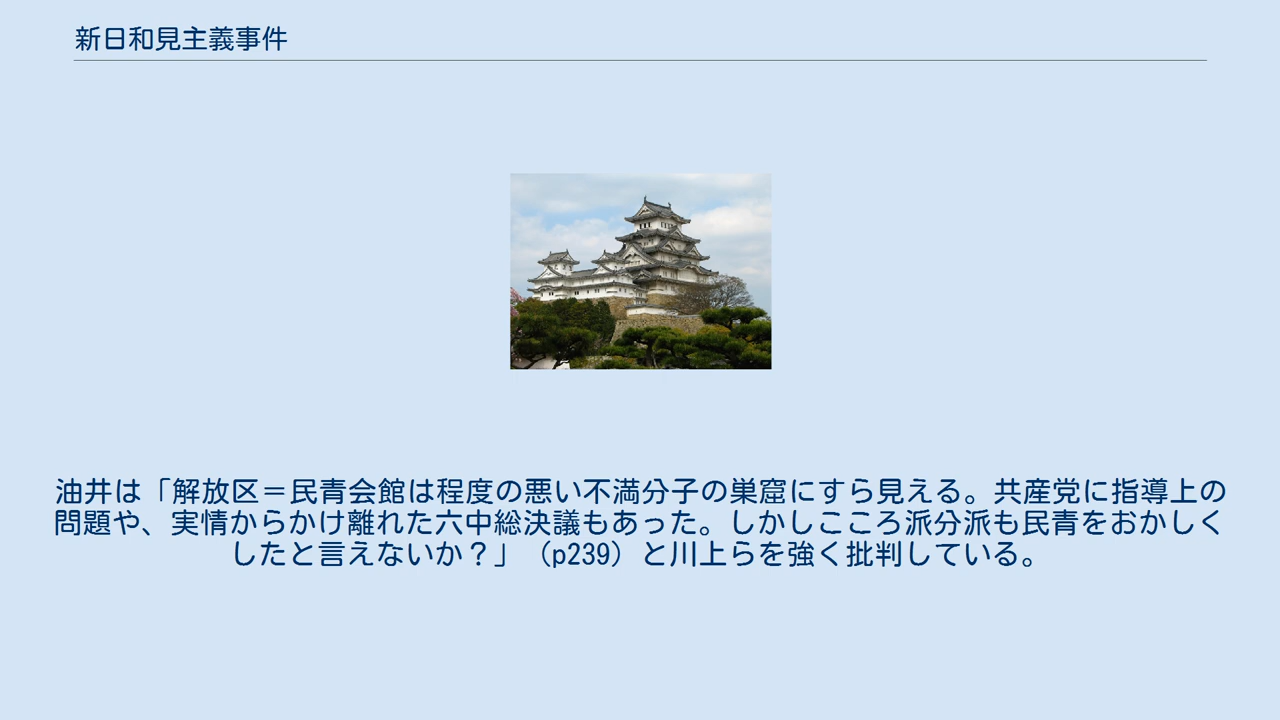 新日和見主義事件
油井は「解放区＝民青会館は程度の悪い不満分子の巣窟にすら見える。共産党に指導上の
問題や、実情からかけ離れた六中総決議もあった。しかしこころ派分派も民青をおかしく
したと言えないか？」（p239）と川上らを強く批判している。